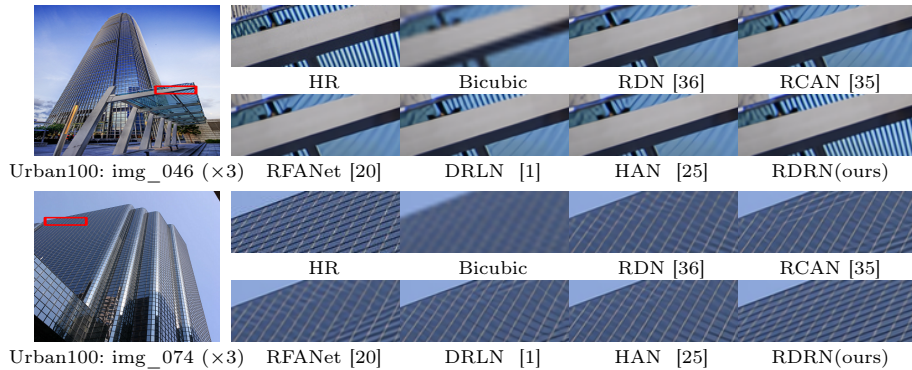 HR Bicubic RDN [36] RCAN [35]
Urban100: img_046 (×3) RFANet [20] DRLN [1] HAN [25] RDRN(ours)
HR Bicubic RDN [36] RCAN [35]
Urban100: img_074 (×3) RFANet [20] DRLN [1] HAN [25] RDRN(ours)